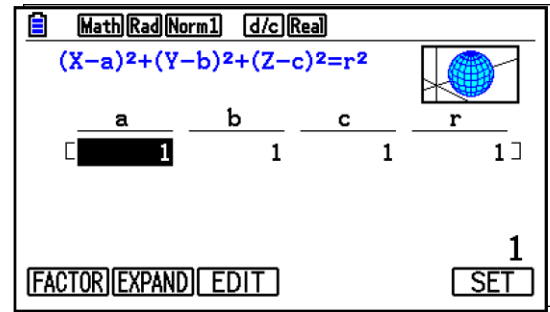 Math Rad Norm1 d/c Real
(X-a)²+(Y-b)²+(Z-c)²=r²
a b c r
[ 1 1 1 1 ]
1
FACTOR EXPAND EDIT SET